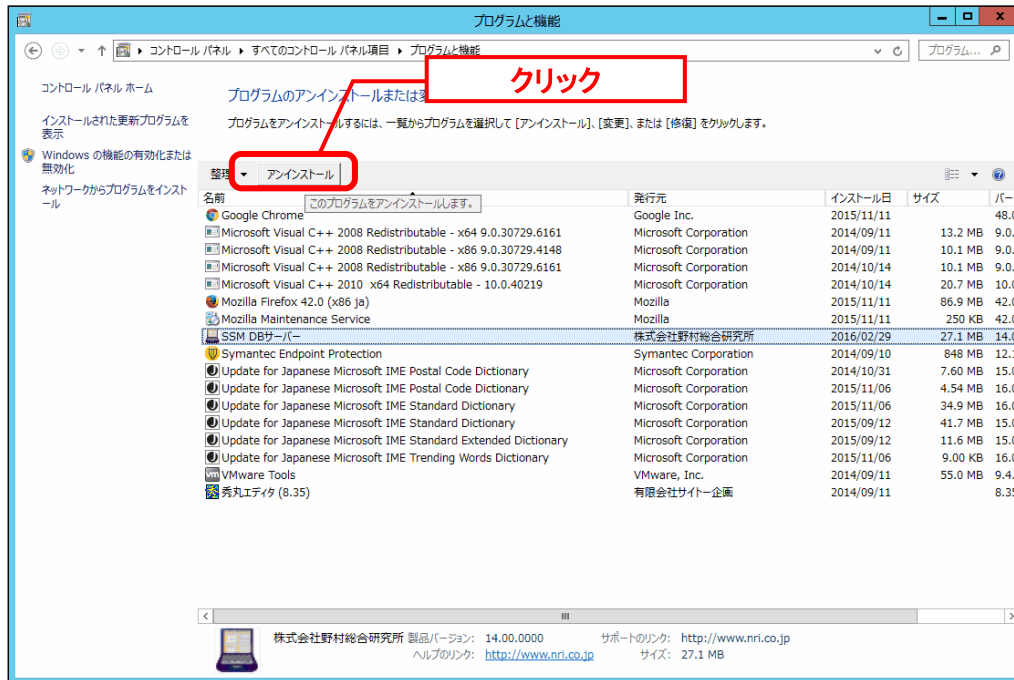 プログラムと機能
コントロール パネル ▸ すべてのコントロール パネル項目 ▸ プログラムと機能
プログラム...
クリック
コントロール パネル ホーム
インストールされた更新プログラムを
表示
Windows の機能の有効化または
無効化
ネットワークからプログラムをインスト
ール
プログラムのアンインストールまたは
プログラムをアンインストールするには、一覧からプログラムを選択して [アンインストール]、[変更]、または [修復] をクリックします。
整理 アンインストール
このプログラムをアンインストールします。
名前 発行元 インストール日 サイズ バー
Google Chrome Google Inc. 2015/11/11 48.0
Microsoft Visual C++ 2008 Redistributable - x64 9.0.30729.6161 Microsoft Corporation 2014/09/11 13.2 MB 9.0.
Microsoft Visual C++ 2008 Redistributable - x86 9.0.30729.4148 Microsoft Corporation 2014/09/11 10.1 MB 9.0.
Microsoft Visual C++ 2008 Redistributable - x86 9.0.30729.6161 Microsoft Corporation 2014/10/14 10.1 MB 9.0.
Microsoft Visual C++ 2010 x64 Redistributable - 10.0.40219 Microsoft Corporation 2014/10/14 20.7 MB 10.0
Mozilla Firefox 42.0 (x86 ja) Mozilla 2015/11/11 86.9 MB 42.0
Mozilla Maintenance Service Mozilla 2015/11/11 250 KB 42.0
SSM DBサーバー 株式会社野村総合研究所 2016/02/29 27.1 MB 14.0
Symantec Endpoint Protection Symantec Corporation 2014/09/10 848 MB 12.1
Update for Japanese Microsoft IME Postal Code Dictionary Microsoft Corporation 2014/10/31 7.60 MB 15.0
Update for Japanese Microsoft IME Postal Code Dictionary Microsoft Corporation 2015/11/06 4.54 MB 16.0
Update for Japanese Microsoft IME Standard Dictionary Microsoft Corporation 2015/11/06 34.9 MB 16.0
Update for Japanese Microsoft IME Standard Dictionary Microsoft Corporation 2015/09/12 41.7 MB 15.0
Update for Japanese Microsoft IME Standard Extended Dictionary Microsoft Corporation 2015/09/12 11.6 MB 15.0
Update for Japanese Microsoft IME Trending Words Dictionary Microsoft Corporation 2015/11/06 9.00 KB 16.0
VMware Tools VMware, Inc. 2014/09/11 55.0 MB 9.4.
秀丸エディタ (8.35) 有限会社サイトー企画 2014/09/11 8.35
株式会社野村総合研究所 製品バージョン: 14.00.0000 サポートのリンク: http://www.nri.co.jp
ヘルプのリンク: http://www.nri.co.jp サイズ: 27.1 MB